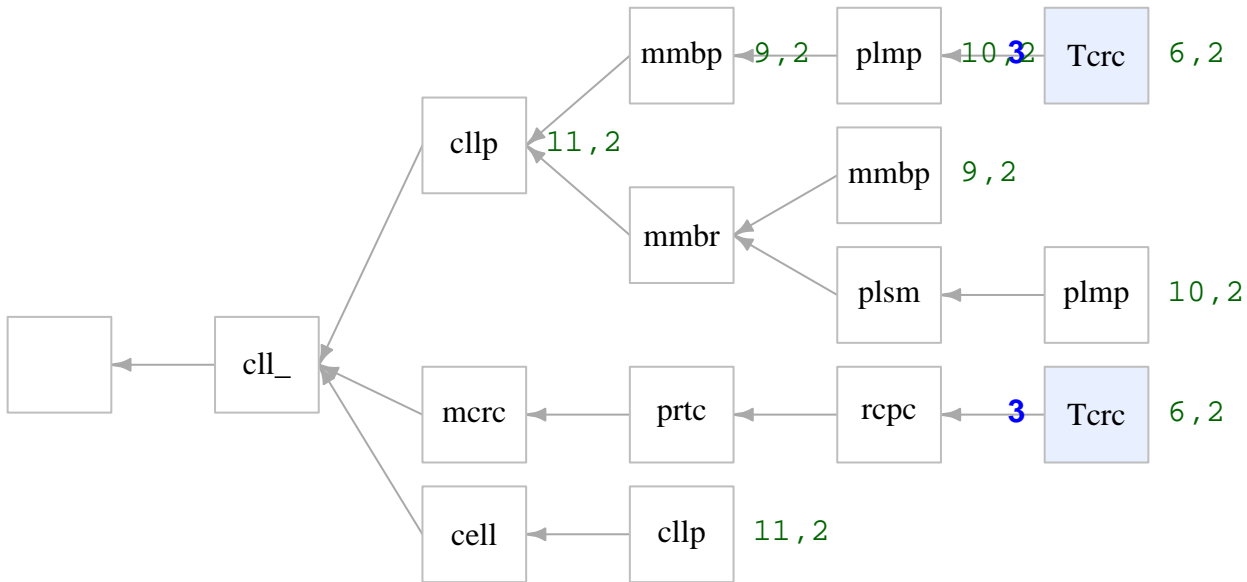 mmbp 9,2 plmp 10,2 3 Tcrc 6,2
cllp 11,2
mmbp 9,2
mmbr
plsm plmp 10,2
cll_
mcrc prtc rcpc 3 Tcrc 6,2
cell cllp 11,2